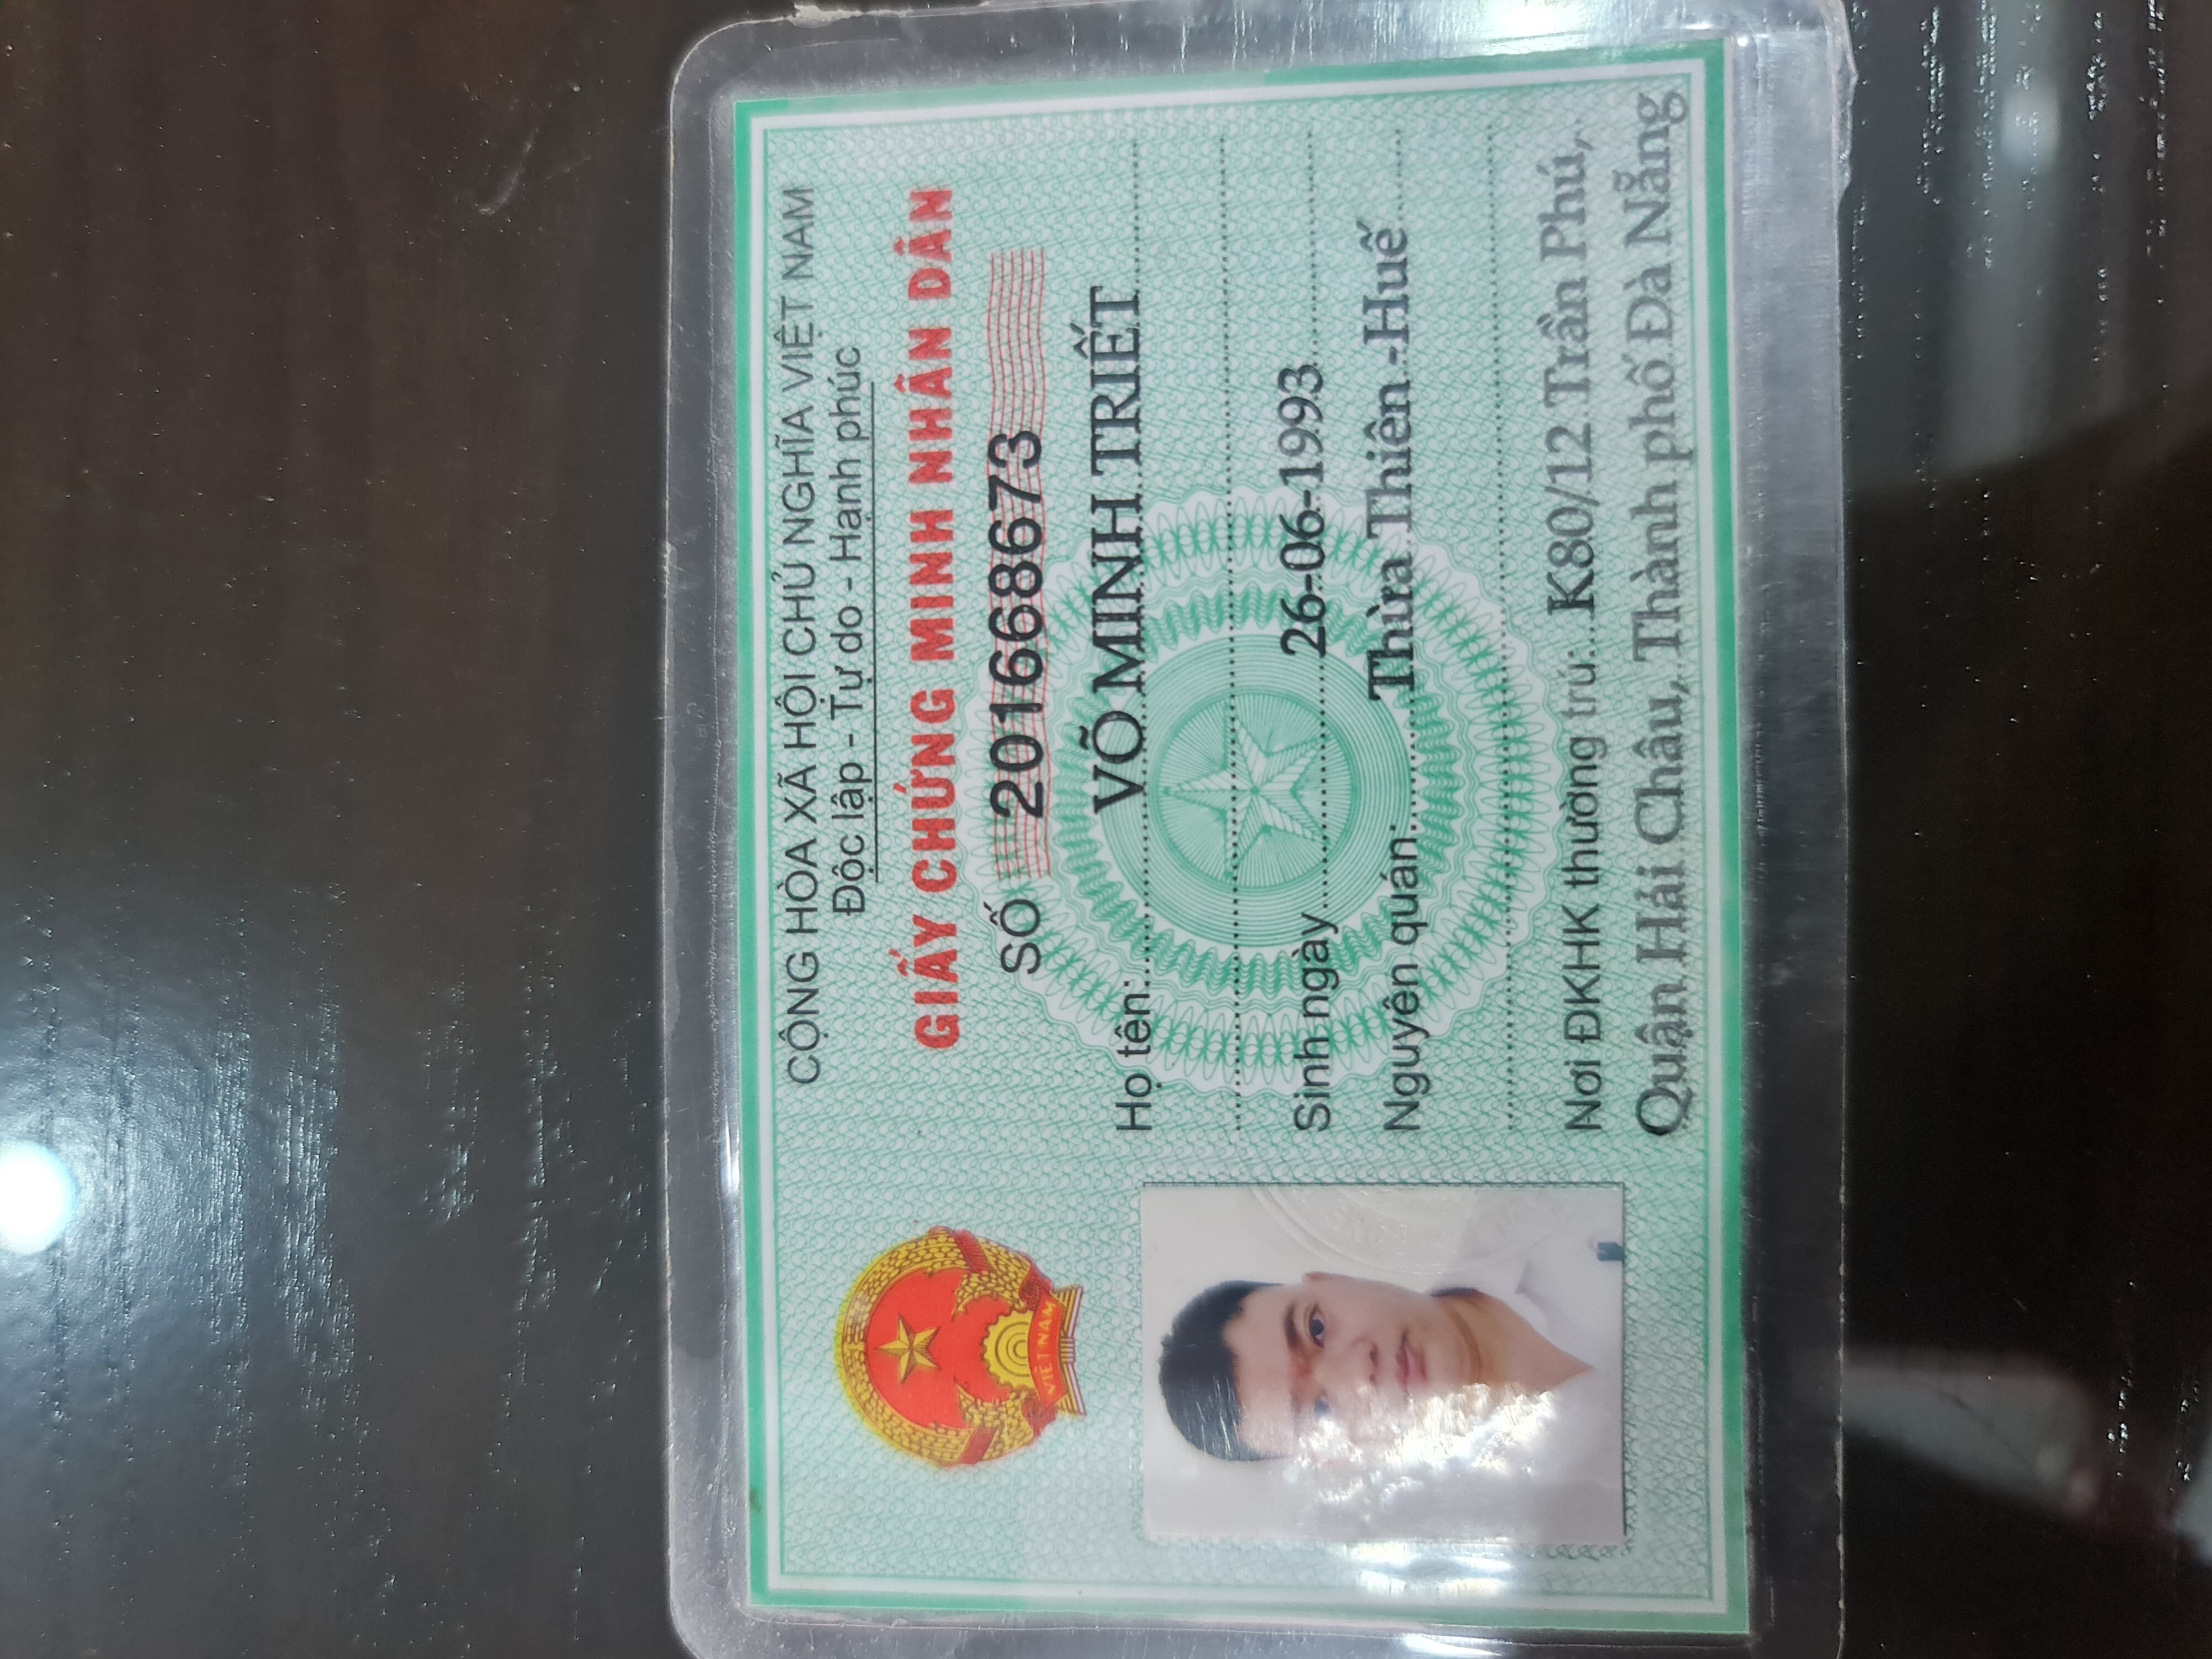 CỘNG HÒA XÃ HỘI CHỦ NGHĨA VIỆT NAM
Độc lập - Tự do - Hạnh phúc
GIẤY CHỨNG MINH NHÂN DÂN
SỐ 201668673
Họ tên: VÕ MINH TRIẾT
Sinh ngày 26-06-1993
Nguyên quán: Thừa Thiên -Huế
Nơi ĐKHK thường trú: K80/12 Trần Phú,
Quận Hải Châu, Thành phố Đà Nẵng
VIỆT NAM